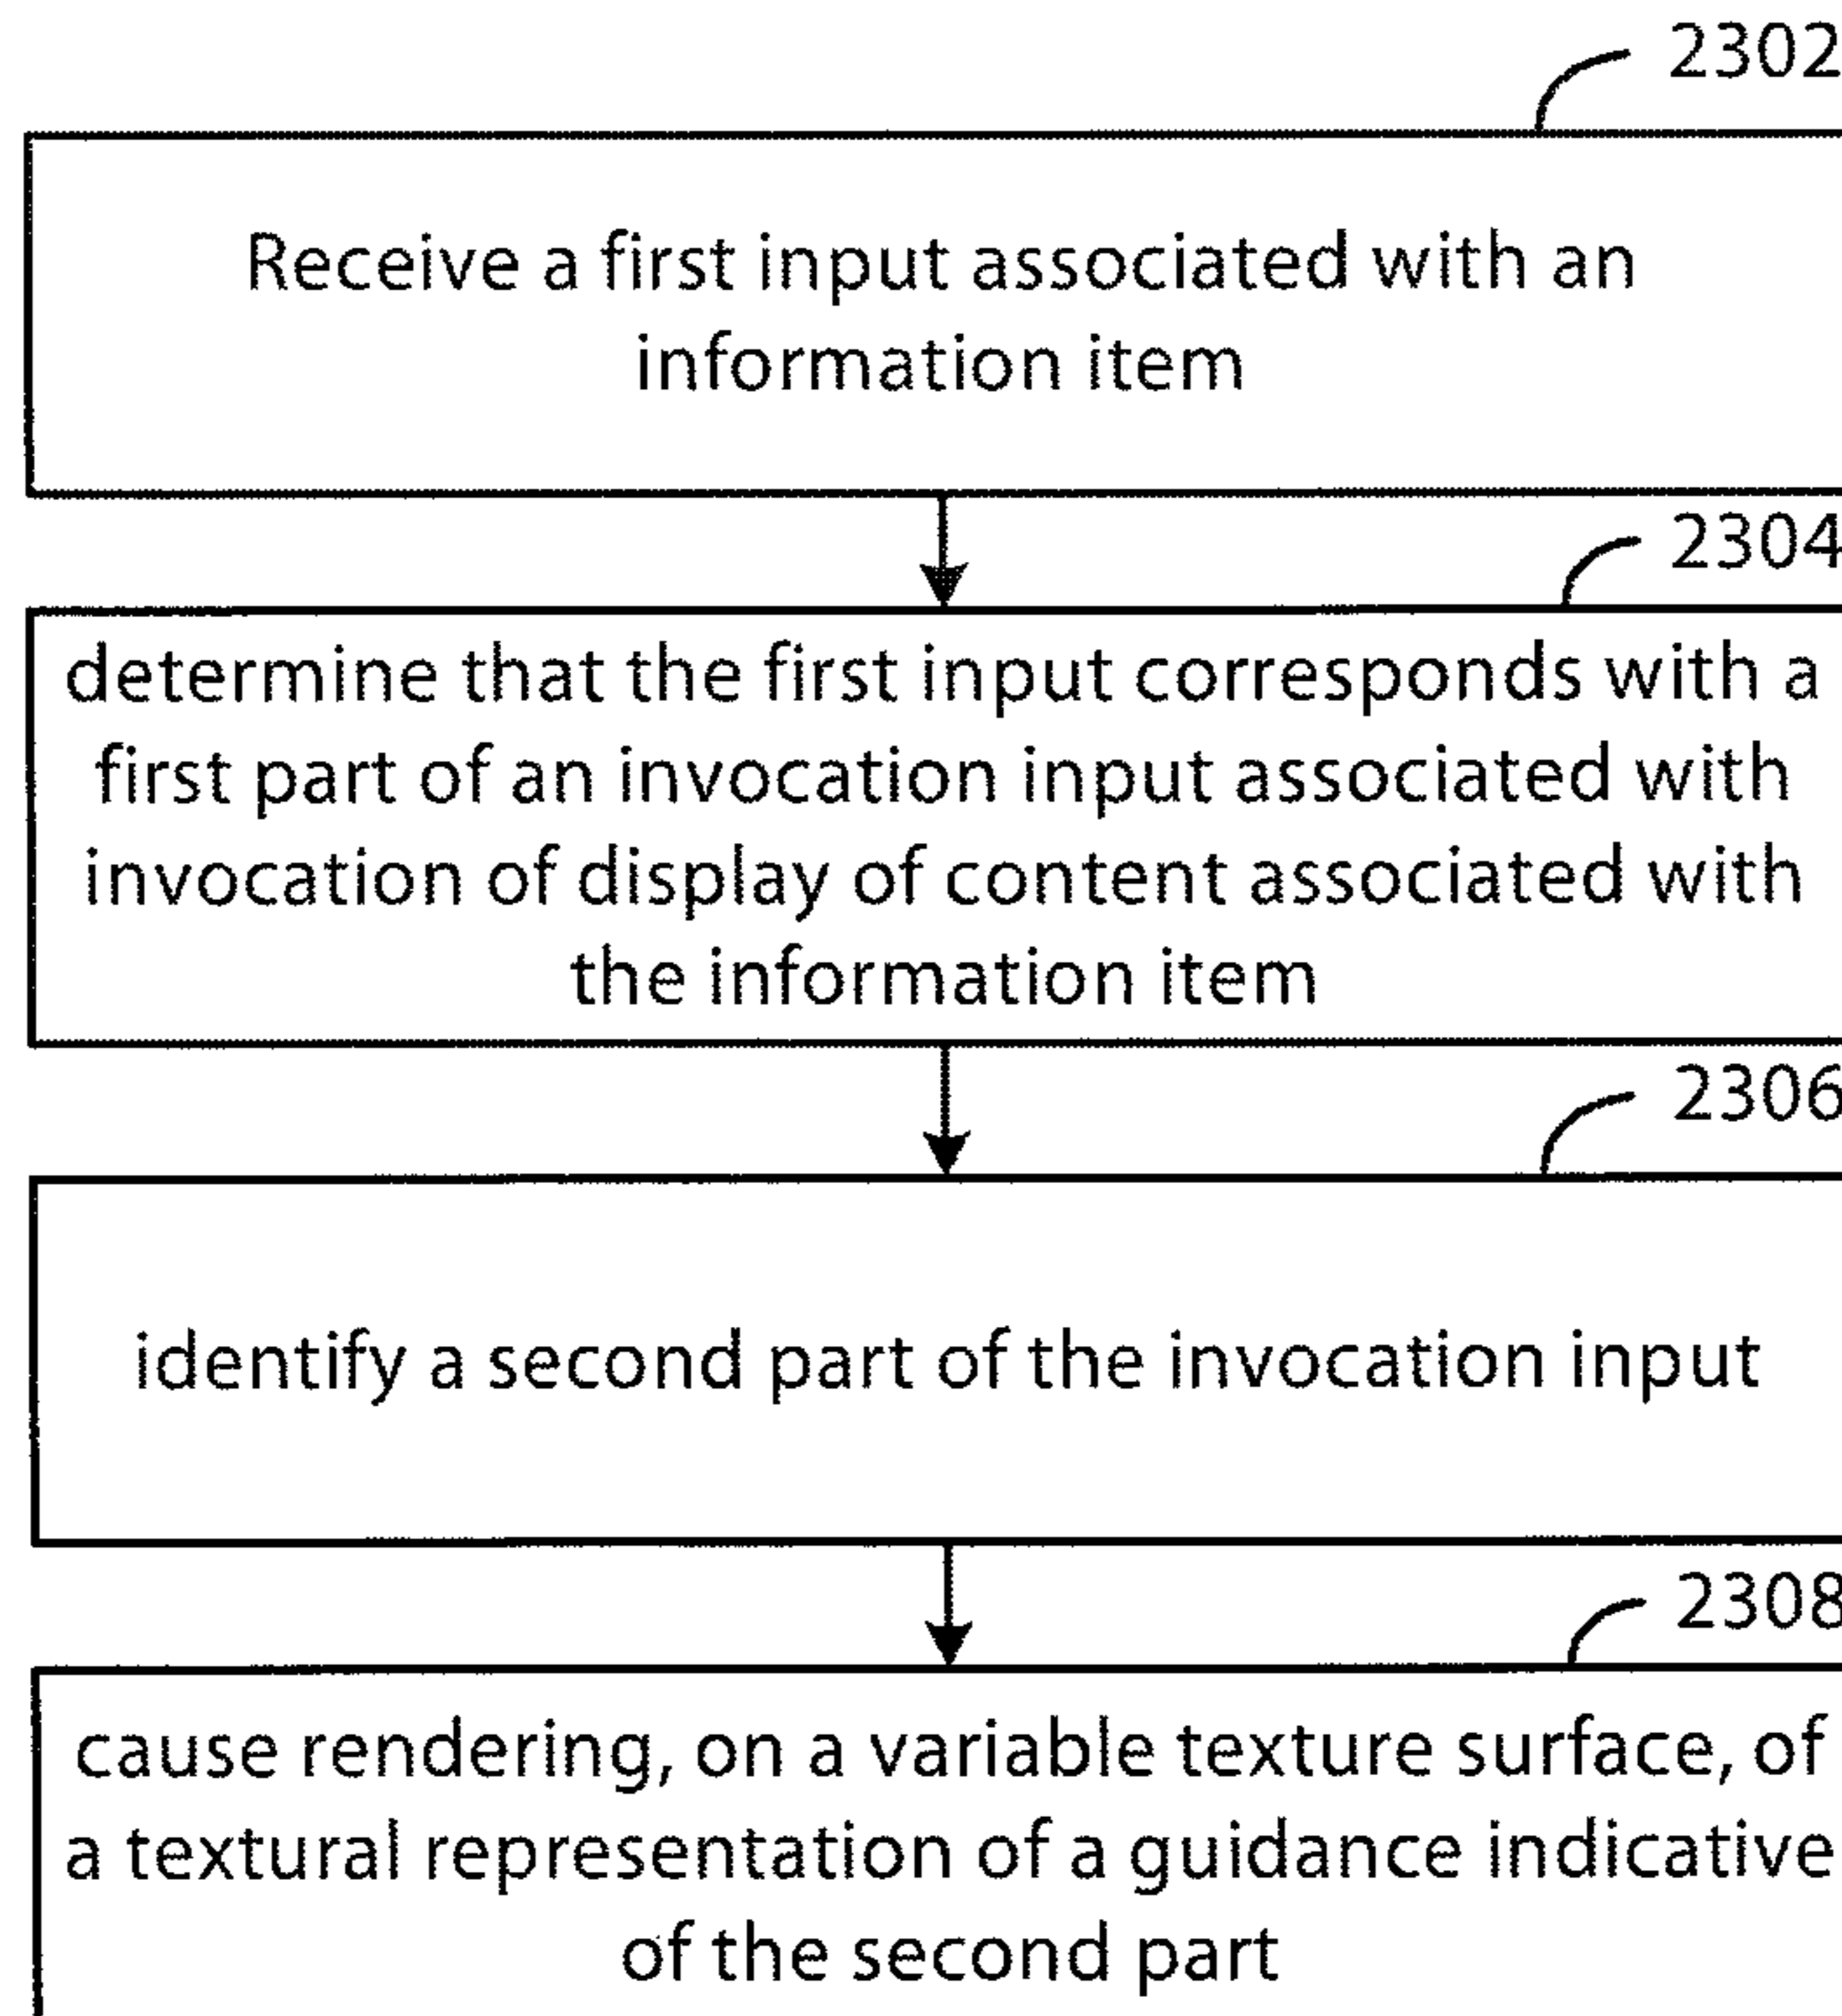 2302
Receive a first input associated with an
information item
2304
determine that the first input corresponds with a
first part of an invocation input associated with
invocation of display of content associated with
the information item
2306
identify a second part of the invocation input
2308
cause rendering, on a variable texture surface, of
a textural representation of a guidance indicative
of the second part